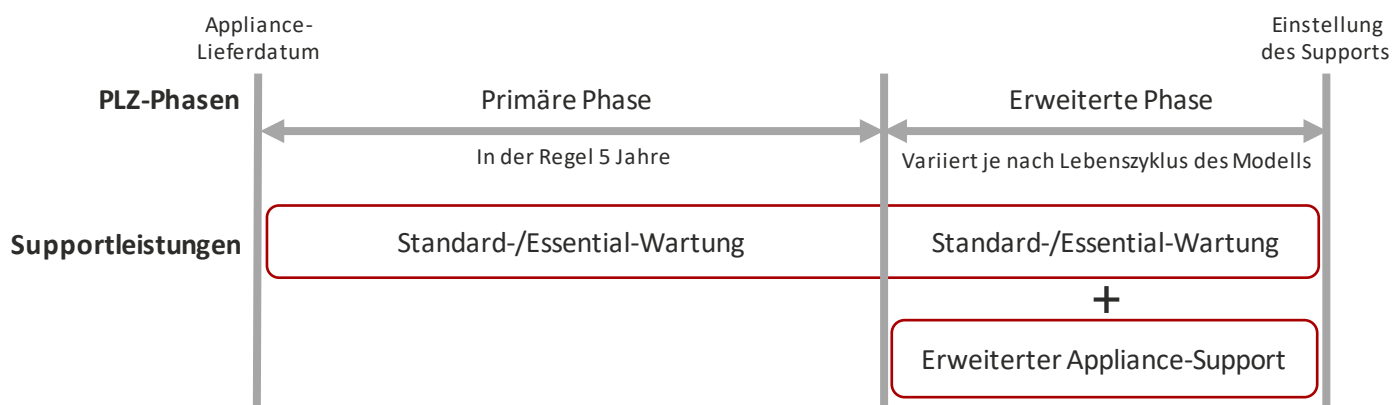 Appliance-
Lieferdatum
Einstellung
des Supports
PLZ-Phasen
Primäre Phase
Erweiterte Phase
In der Regel 5 Jahre
Variiert je nach Lebenszyklus des Modells
Supportleistungen
Standard-/Essential-Wartung
Standard-/Essential-Wartung
+
Erweiterter Appliance-Support